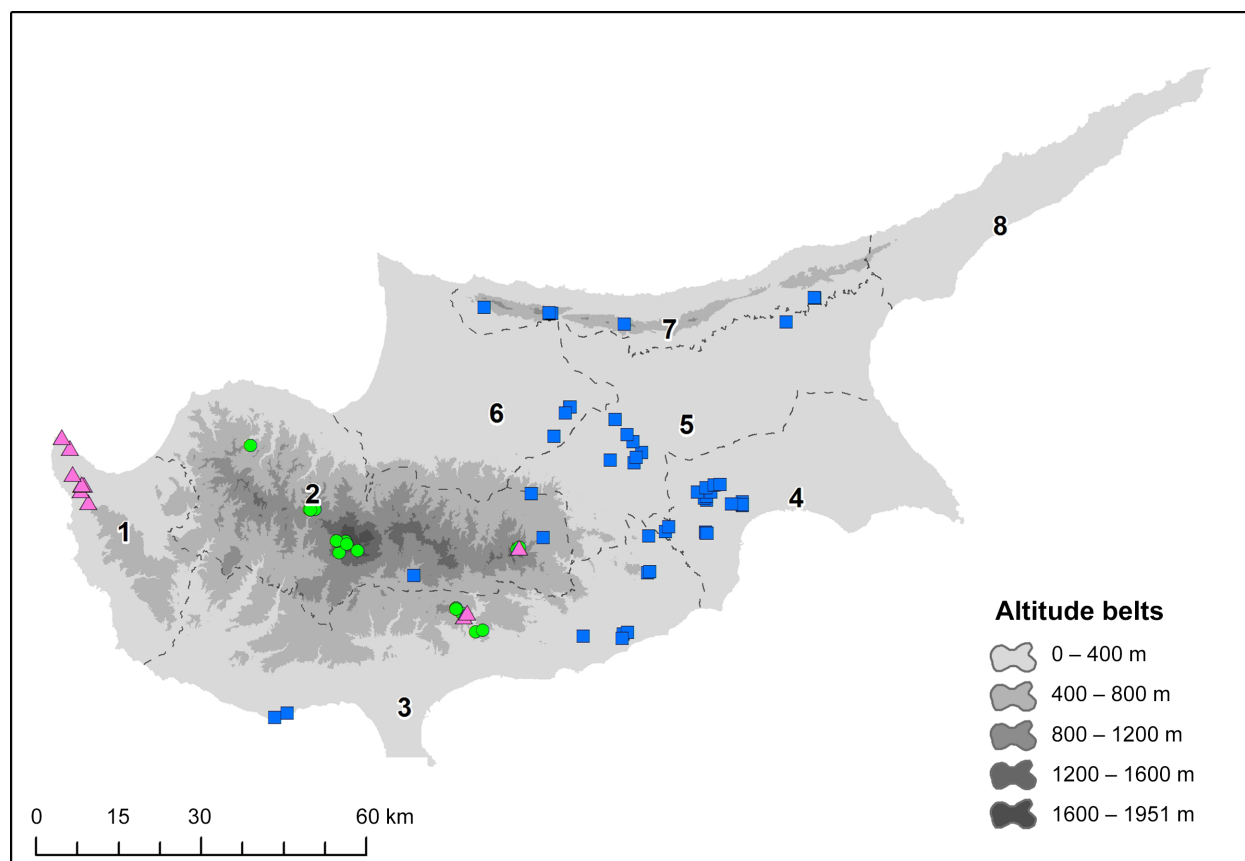 8
7
6
5
2
4
1
3
Altitude belts
0 – 400 m
400 – 800 m
800 – 1200 m
1200 – 1600 m
1600 – 1951 m
0 15 30 60 km